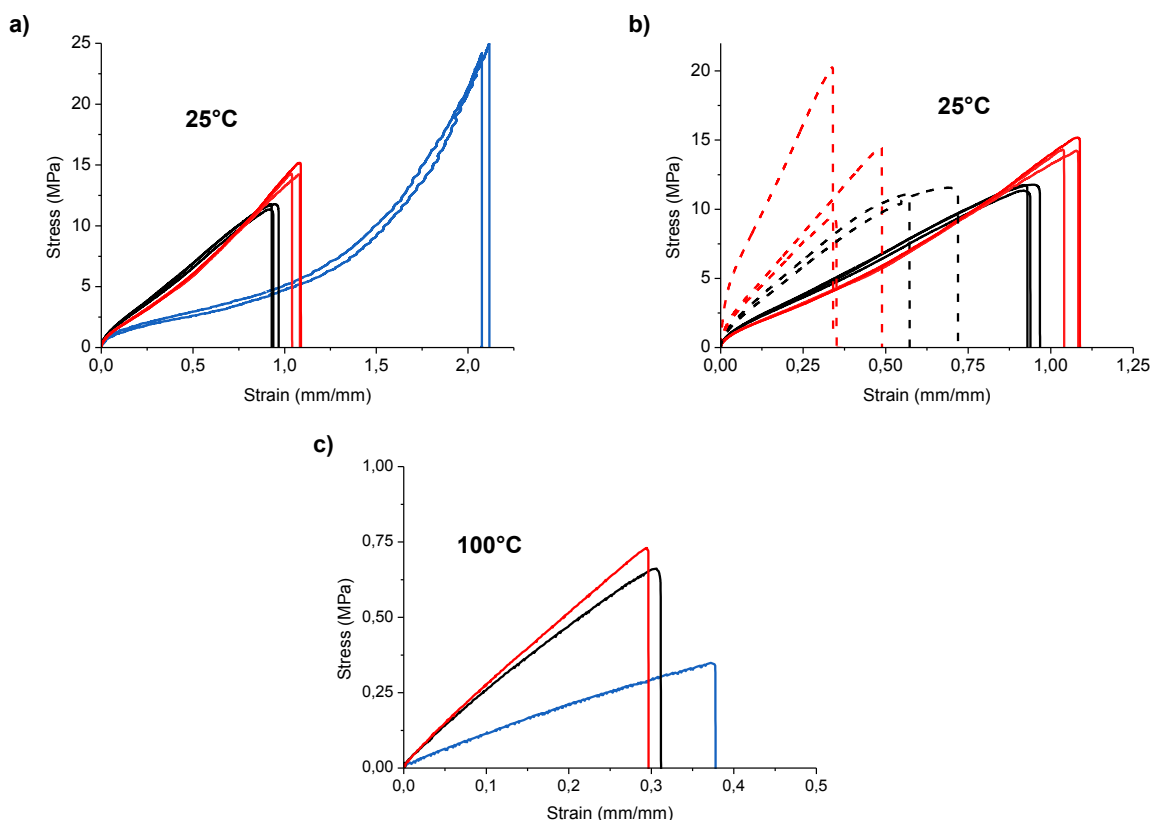 a)
25
20
15
10
5
0
Stress (MPa)
25°C
0,0 0,5 1,0 1,5 2,0
Strain (mm/mm)
b)
20
15
10
5
0
Stress (MPa)
25°C
0,00 0,25 0,50 0,75 1,00 1,25
Strain (mm/mm)
c)
1,00
0,75
0,50
0,25
0,00
Stress (MPa)
100°C
0,0 0,1 0,2 0,3 0,4 0,5
Strain (mm/mm)